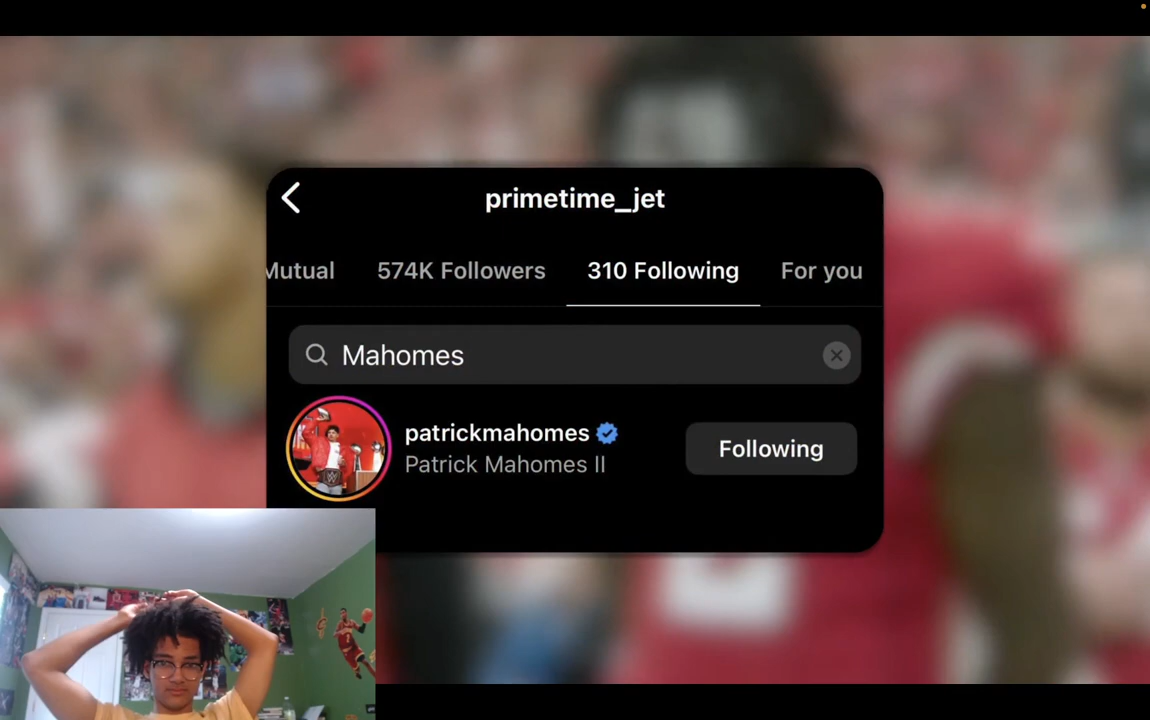 primetime_jet
Mutual 574K Followers 310 Following For you
Mahomes
patrickmahomes
Patrick Mahomes II
Following